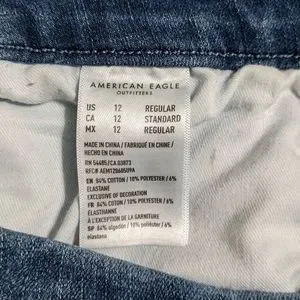 AMERICAN EAGLE
OUTFITTERS
US 12 REGULAR
CA 12 STANDARD
MX 12 REGULAR
MADE IN CHINA / FABRIQUÉ EN CHINE /
HECHO EN CHINA
RN 54485/CA 03873
RFC# AEM120605U9A
EN 84% COTTON / 10% POLYESTER / 6%
ELASTANE
EXCLUSIVE OF DECORATION
FR 84% COTON / 10% POLYESTER / 6%
ÉLASTHANNE
À L'EXCEPTION DE LA GARNITURE
SP 84% algodón / 10% poliéster / 6%
elastano